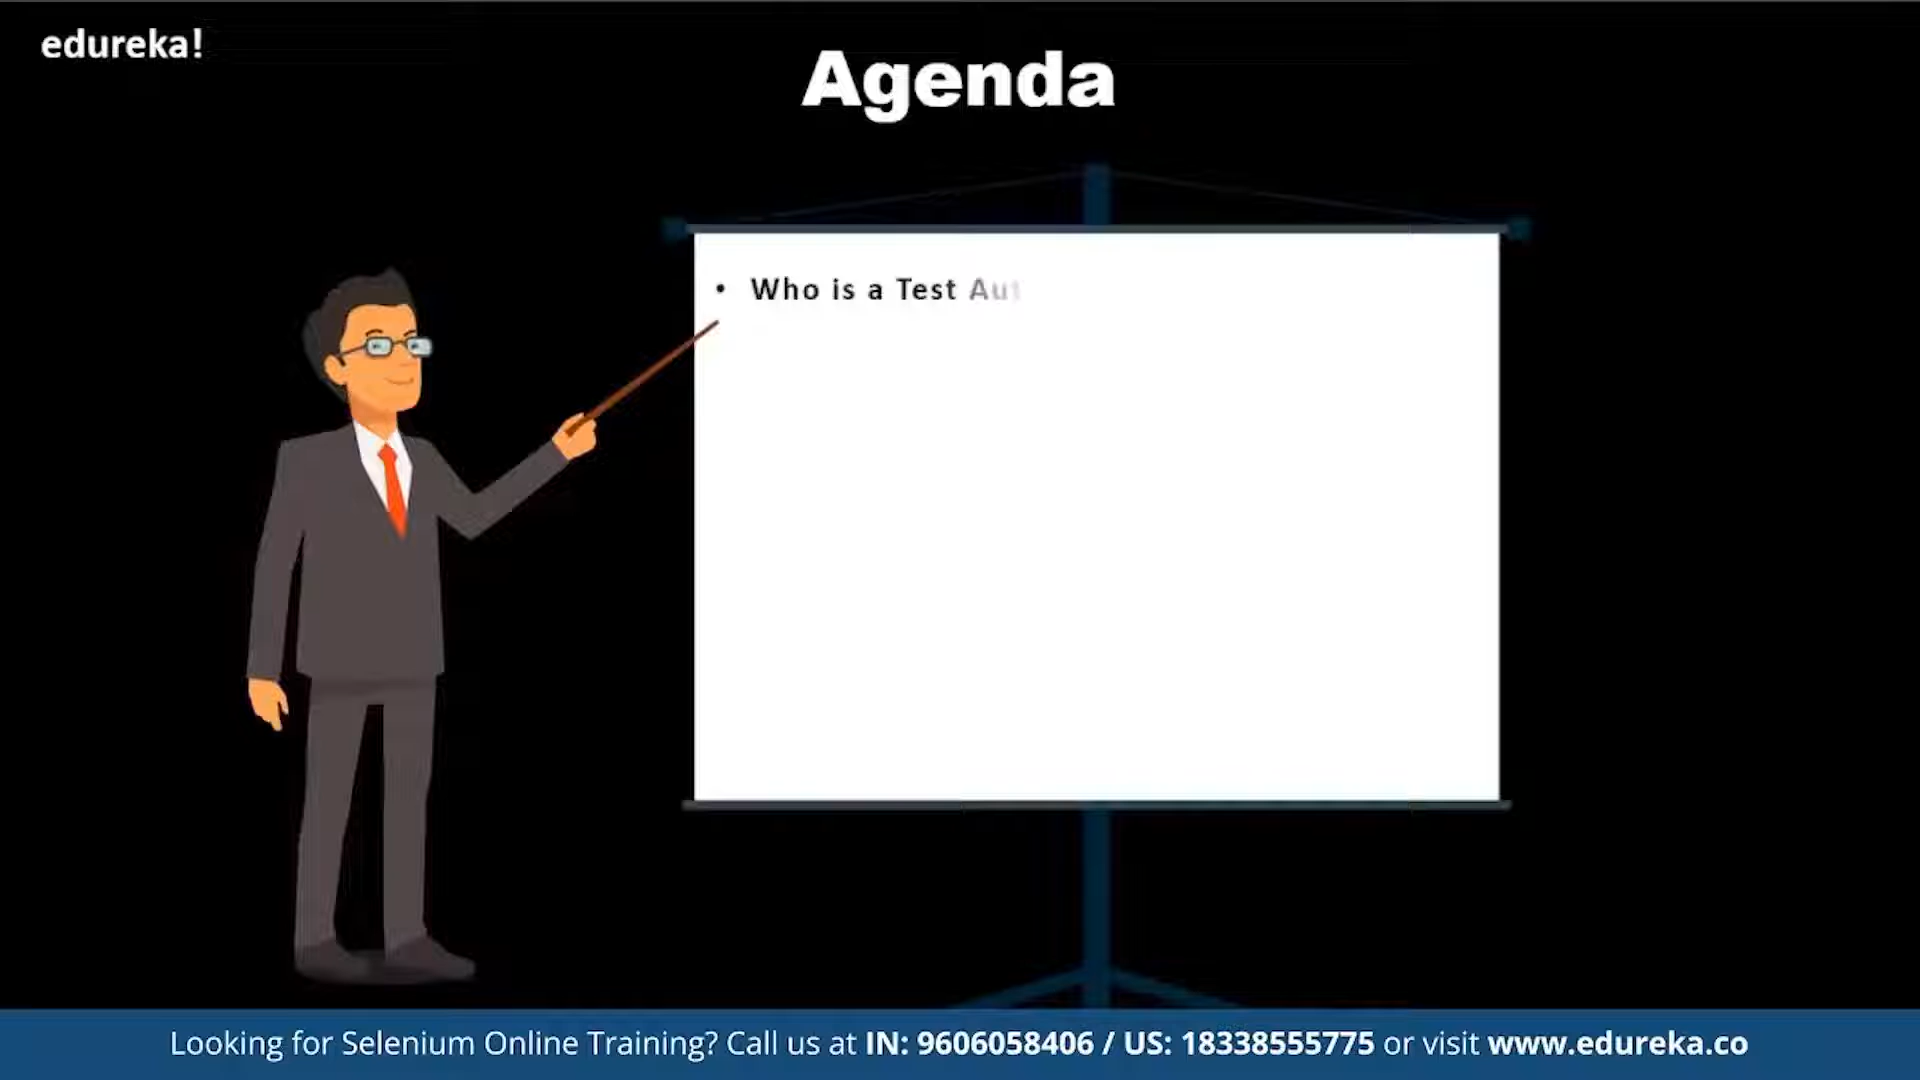 edureka!
Agenda
• Who is a Test Aut
Looking for Selenium Online Training? Call us at IN: 9606058406 / US: 18338555775 or visit www.edureka.co